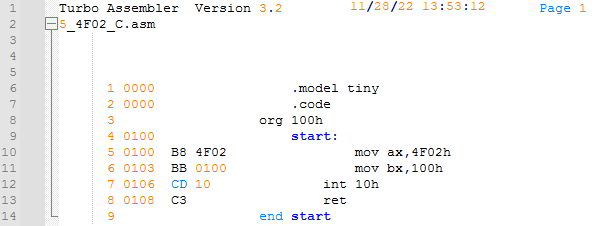 1 Turbo Assembler Version 3.2 11/28/22 13:53:12 Page 1
2 5_4F02_C.asm
3
4
5
6 1 0000 .model tiny
7 2 0000 .code
8 3 org 100h
9 4 0100 start:
10 5 0100 B8 4F02 mov ax,4F02h
11 6 0103 BB 0100 mov bx,100h
12 7 0106 CD 10 int 10h
13 8 0108 C3 ret
14 9 end start